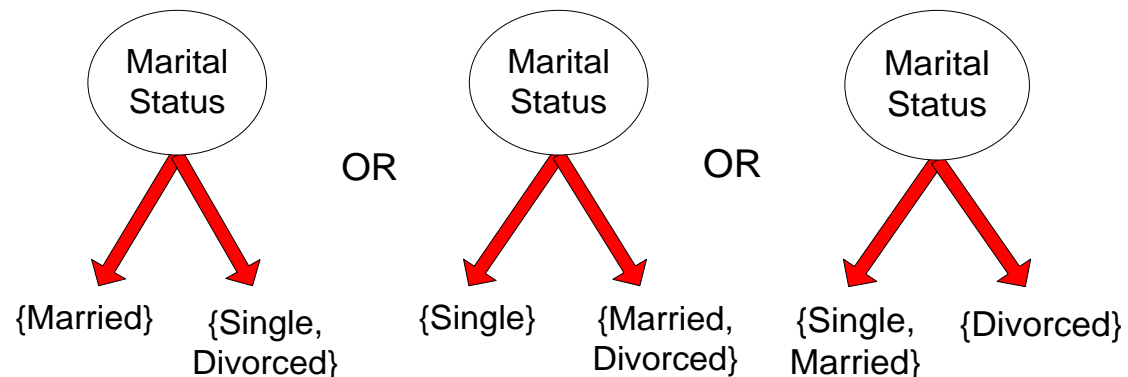 Marital
Status
Marital
Status
Marital
Status
OR
OR
{Married}
{Single,
Divorced}
{Single}
{Married,
Divorced}
{Single,
Married}
{Divorced}